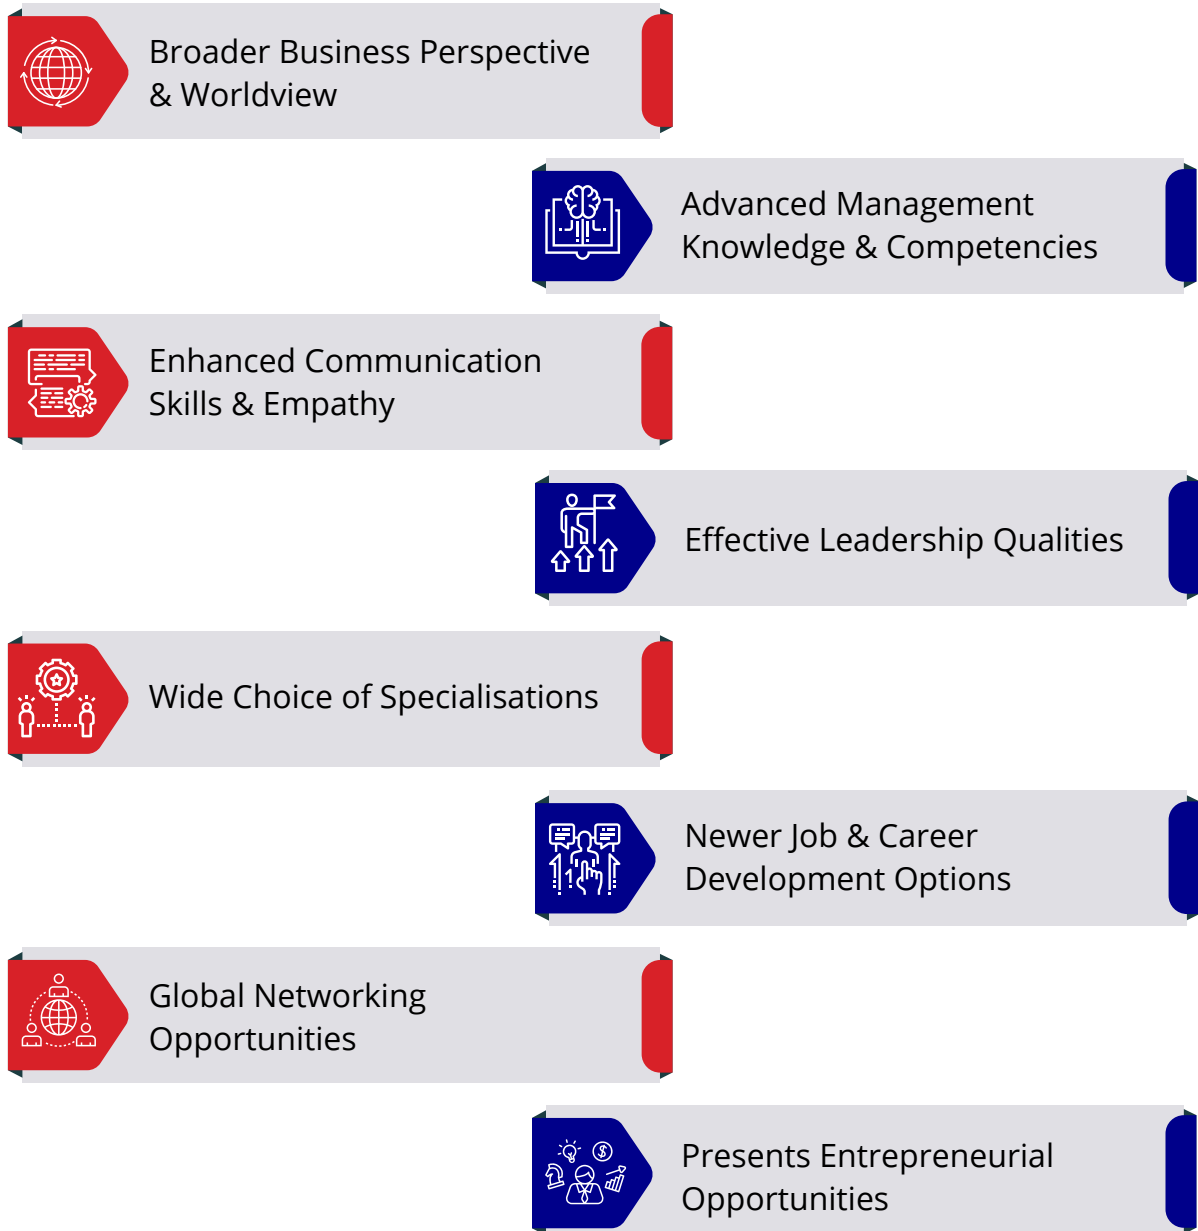 Broader Business Perspective
& Worldview
Advanced Management
Knowledge & Competencies
Enhanced Communication
Skills & Empathy
Effective Leadership Qualities
Wide Choice of Specialisations
Newer Job & Career
Development Options
Global Networking
Opportunities
Presents Entrepreneurial
Opportunities